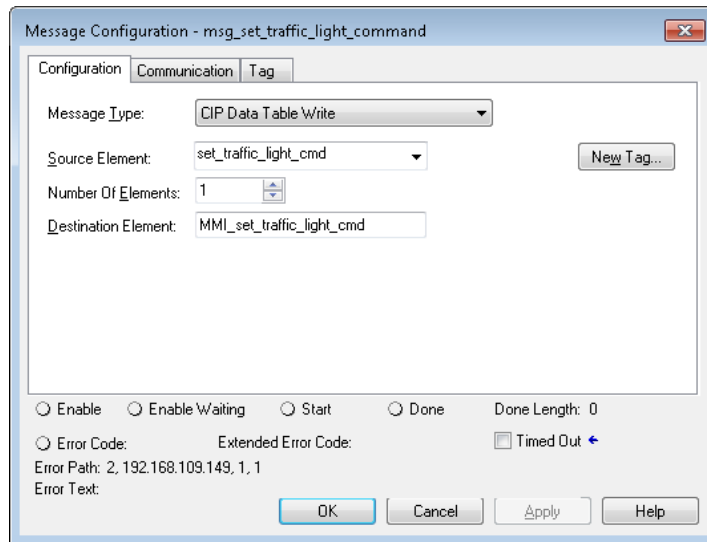 Message Configuration - msg_set_traffic_light_command
Configuration Communication Tag
Message Type: CIP Data Table Write
Source Element: set_traffic_light_cmd New Tag...
Number Of Elements: 1
Destination Element: MMI_set_traffic_light_cmd
Enable Enable Waiting Start Done Done Length: 0
Error Code: Extended Error Code: Timed Out
Error Path: 2, 192.168.109.149, 1, 1
Error Text:
OK Cancel Apply Help